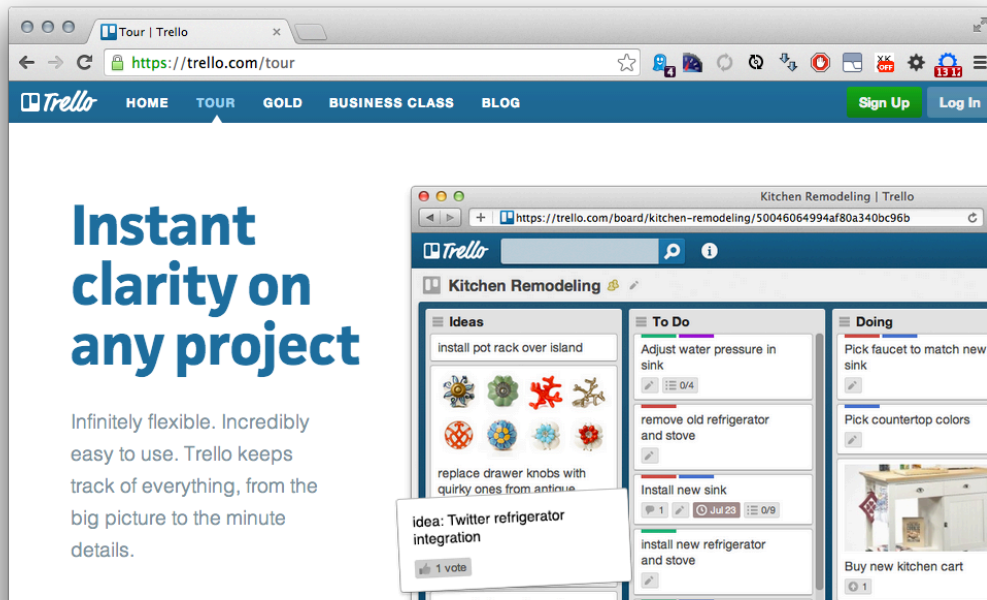 Tour | Trello
https://trello.com/tour
4
OFF
13 12
Trello
HOME TOUR GOLD BUSINESS CLASS BLOG
Sign Up Log In
Instant
clarity on
any project
Infinitely flexible. Incredibly
easy to use. Trello keeps
track of everything, from the
big picture to the minute
details.
Kitchen Remodeling | Trello
https://trello.com/board/kitchen-remodeling/50046064994af80a340bc96b
Trello
Kitchen Remodeling
Ideas
install pot rack over island
replace drawer knobs with
quirky ones from antique
idea: Twitter refrigerator
integration
1 vote
To Do
Adjust water pressure in
sink
0/4
remove old refrigerator
and stove
Install new sink
1 Jul 23 0/9
install new refrigerator
and stove
Doing
Pick faucet to match new
sink
Pick countertop colors
Buy new kitchen cart
1